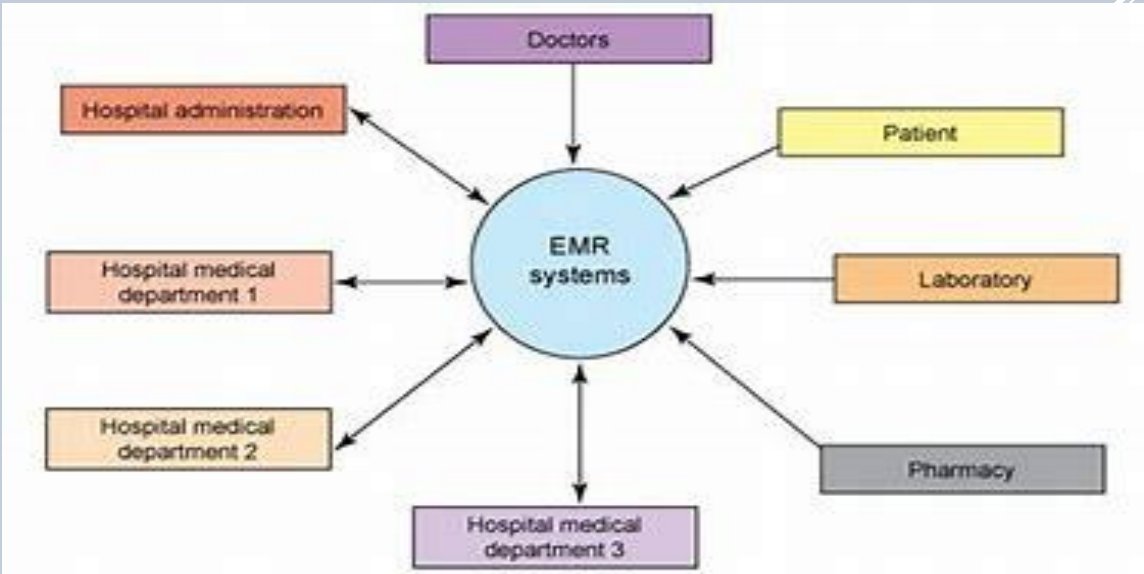 Doctors
Hospital administration
Patient
EMR
systems
Hospital medical
department 1
Laboratory
Hospital medical
department 2
Pharmacy
Hospital medical
department 3